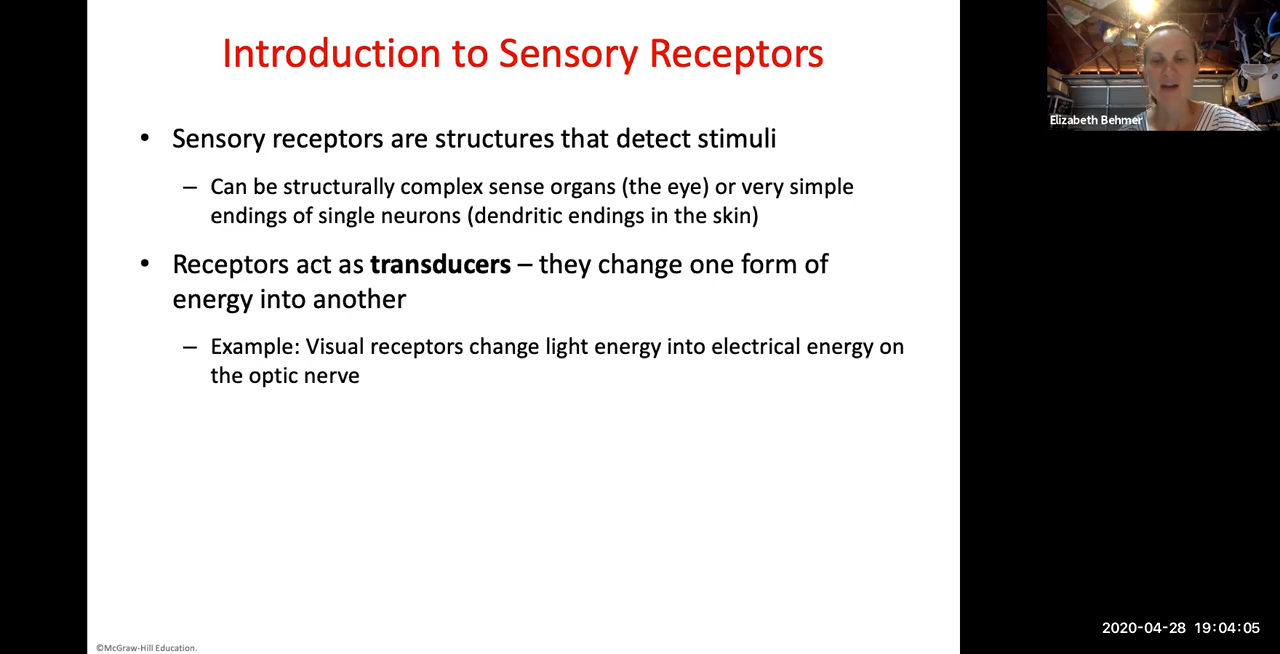 Introduction to Sensory Receptors
• Sensory receptors are structures that detect stimuli
– Can be structurally complex sense organs (the eye) or very simple
endings of single neurons (dendritic endings in the skin)
• Receptors act as transducers – they change one form of
energy into another
– Example: Visual receptors change light energy into electrical energy on
the optic nerve
©McGraw-Hill Education.
Elizabeth Behmer
2020-04-28 19:04:05